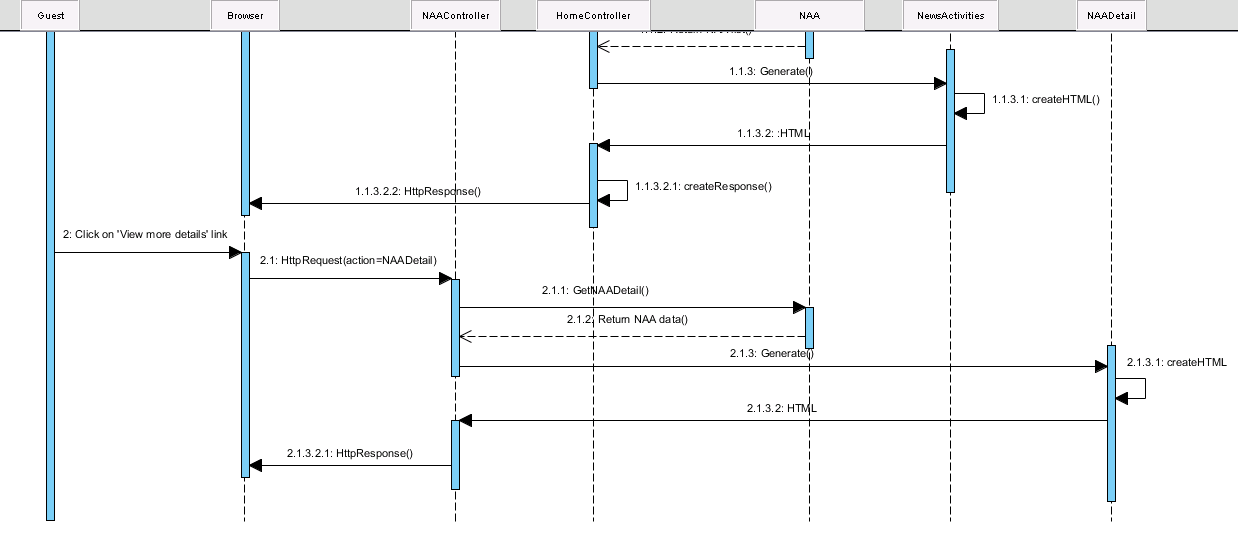 Guest
Browser
NAAController
HomeController
NAA
NewsActivities
NAADetail
1.1.3: Generate()
1.1.3.1: createHTML()
1.1.3.2: :HTML
1.1.3.2.1: createResponse()
1.1.3.2.2: HttpResponse()
2: Click on 'View more details' link
2.1: HttpRequest(action=NAADetail)
2.1.1: GetNAADetail()
2.1.2: Return NAA data()
2.1.3: Generate()
2.1.3.1: createHTML
2.1.3.2: HTML
2.1.3.2.1: HttpResponse()